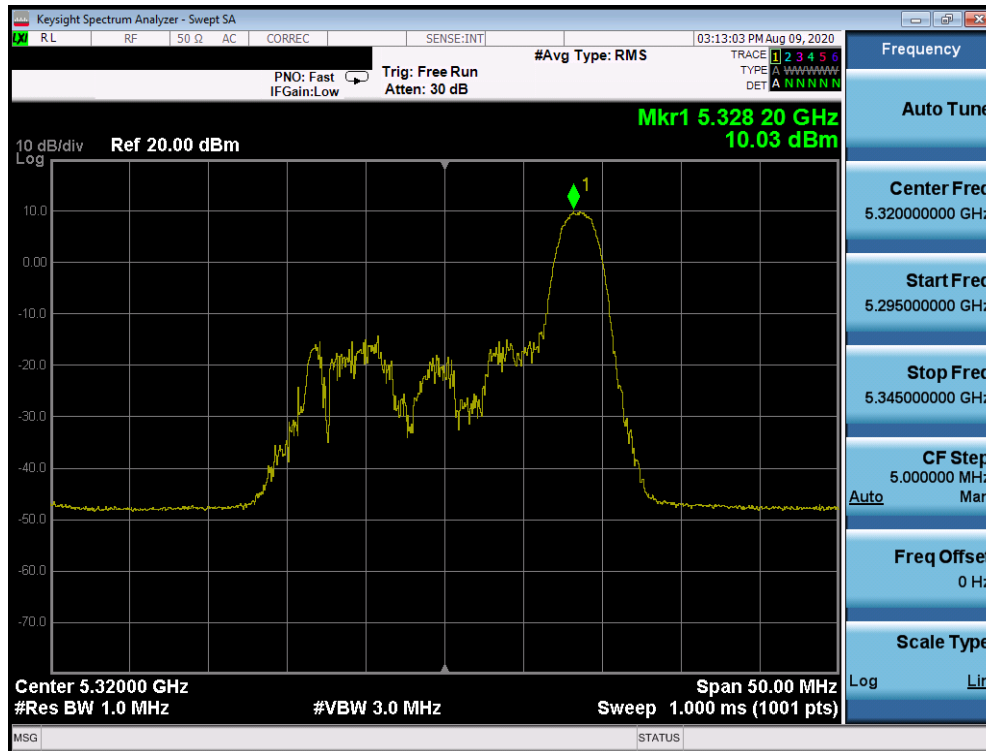 Keysight Spectrum Analyzer - Swept SA
LXI RL RF 50 Ω AC CORREC SENSE:INT 03:13:03 PM Aug 09, 2020
#Avg Type: RMS
TRACE 1 2 3 4 5 6
PNO: Fast Trig: Free Run TYPE A WWWWW
IFGain:Low Atten: 30 dB DET A N N N N N
Mkr1 5.328 20 GHz
10.03 dBm
10 dB/div Ref 20.00 dBm
Log
1
10.0
0.00
-10.0
-20.0
-30.0
-40.0
-50.0
-60.0
-70.0
Center 5.32000 GHz Span 50.00 MHz
#Res BW 1.0 MHz #VBW 3.0 MHz Sweep 1.000 ms (1001 pts)
MSG STATUS
Frequency
Auto Tune
Center Freq
5.320000000 GHz
Start Freq
5.295000000 GHz
Stop Freq
5.345000000 GHz
CF Step
5.000000 MHz
Auto Man
Freq Offset
0 Hz
Scale Type
Log Lin